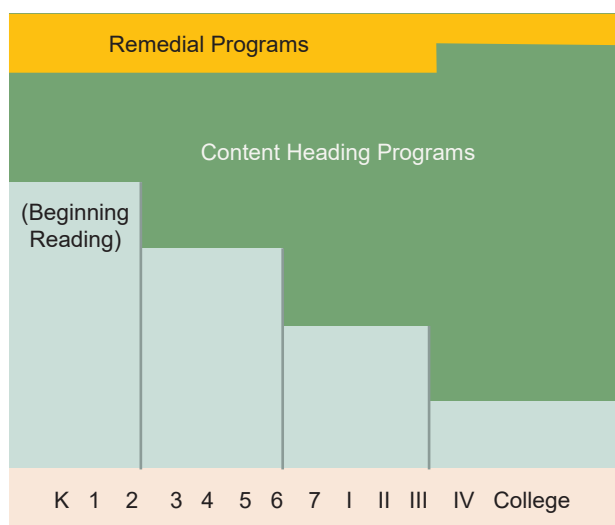 Remedial Programs
Content Heading Programs
(Beginning
Reading)
K 1 2 3 4 5 6 7 I II III IV College